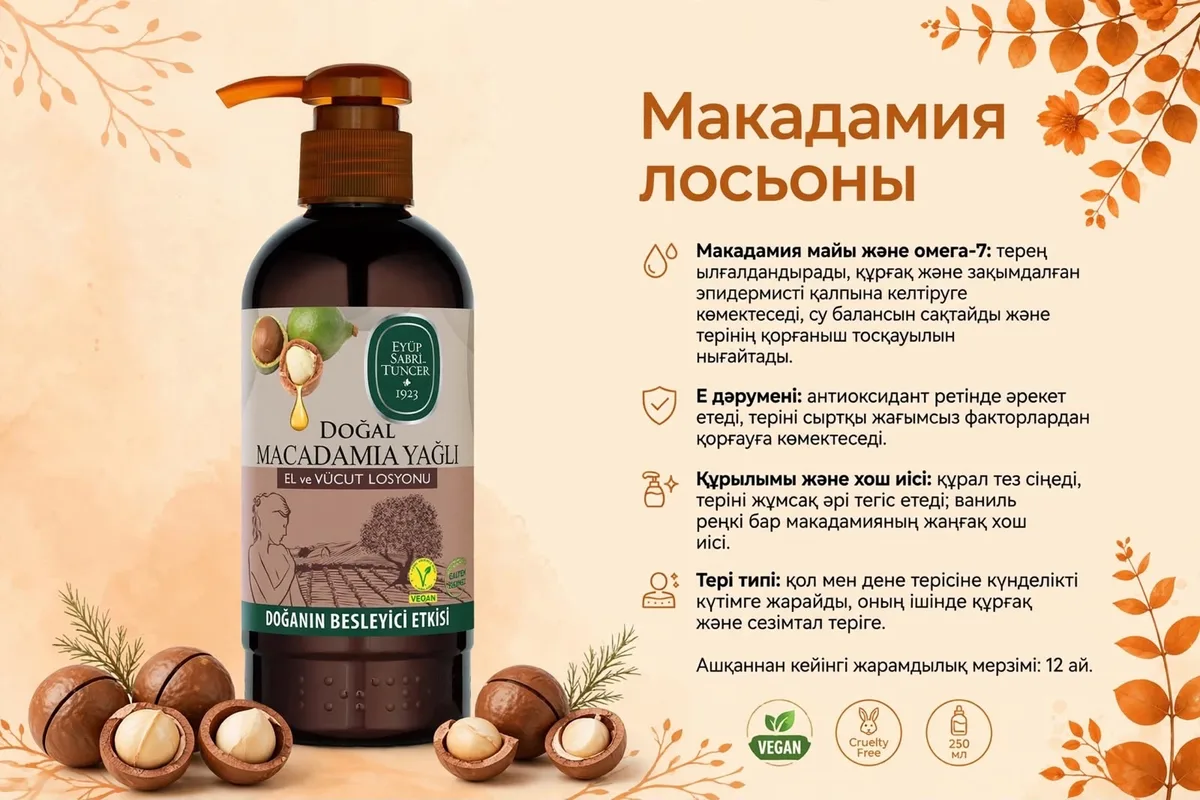 Макадамия
лосьоны
Макадамия майы және омега-7: терең
ылғалдандырады, құрғақ және зақымдалған
эпидермисті қалпына келтіруге
көмектеседі, су балансын сақтайды және
терінің қорғаныш тосқауылын
нығайтады.
Е дәрумені: антиоксидант ретінде әрекет
етеді, теріні сыртқы жағымсыз факторлардан
қорғауға көмектеседі.
Құрылымы және хош иісі: құрал тез сіңеді,
теріні жұмсақ әрі тегіс етеді; ваниль
реңкі бар макадамияның жаңғақ хош
иісі.
Тері типі: қол мен дене терісіне күнделікті
күтімге жарайды, оның ішінде құрғақ
және сезімтал теріге.
Ашқаннан кейінгі жарамдылық мерзімі: 12 ай.
VEGAN
Cruelty
Free
250
МЛ
EYÜP
SABRİ
TUNCER
1923
DOĞAL
MACADAMIA YAĞLI
EL ve VÜCUT LOSYONU
VEGAN
DOĞANIN BESLEYİCİ ETKİSİ